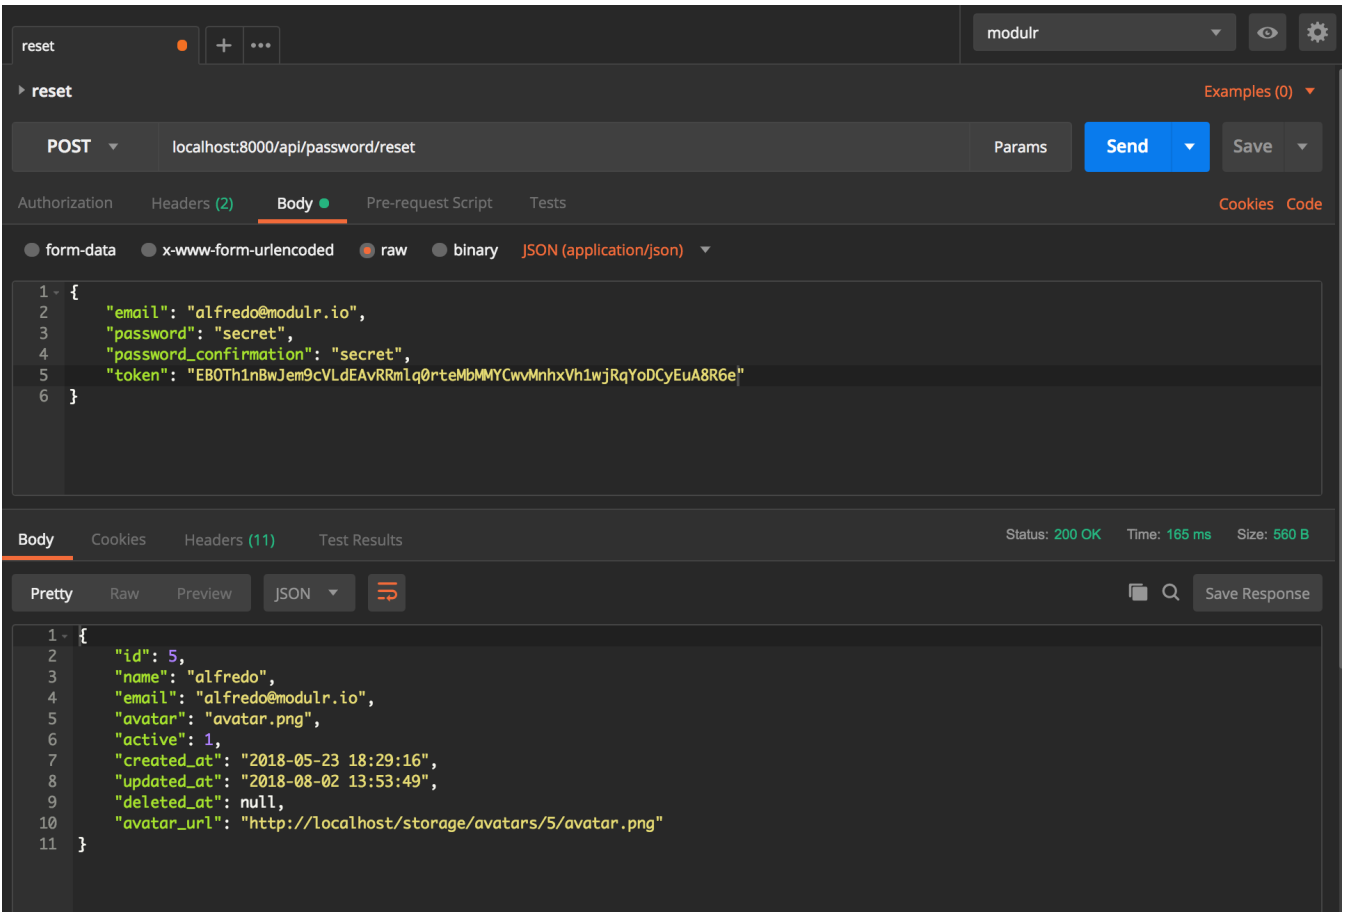 reset
modulr
reset
Examples (0)
POST localhost:8000/api/password/reset Params Send Save
Authorization Headers (2) Body Pre-request Script Tests Cookies Code
form-data x-www-form-urlencoded raw binary JSON (application/json)
1 {
2 "email": "alfredo@modulr.io",
3 "password": "secret",
4 "password_confirmation": "secret",
5 "token": "EBOTh1nBwJem9cVLdEAvRRmlq0rteMbMMYCwvMnhxVh1wjRqYoDCyEuA8R6e"
6 }
Body Cookies Headers (11) Test Results Status: 200 OK Time: 165 ms Size: 560 B
Pretty Raw Preview JSON Save Response
1 {
2 "id": 5,
3 "name": "alfredo",
4 "email": "alfredo@modulr.io",
5 "avatar": "avatar.png",
6 "active": 1,
7 "created_at": "2018-05-23 18:29:16",
8 "updated_at": "2018-08-02 13:53:49",
9 "deleted_at": null,
10 "avatar_url": "http://localhost/storage/avatars/5/avatar.png"
11 }